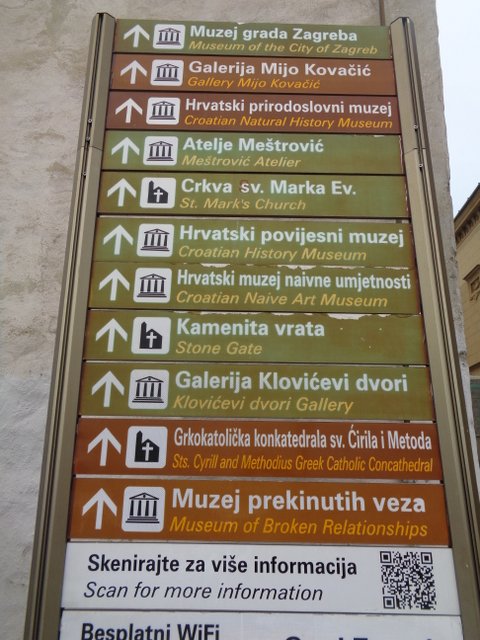 Muzej grada Zagreba
Museum of the City of Zagreb
Galerija Mijo Kovačić
Gallery Mijo Kovačić
Hrvatski prirodoslovni muzej
Croatian Natural History Museum
Atelje Meštrović
Meštrović Atelier
Crkva sv. Marka Ev.
St. Mark's Church
Hrvatski povijesni muzej
Croatian History Museum
Hrvatski muzej naivne umjetnosti
Croatian Naive Art Museum
Kamenita vrata
Stone Gate
Galerija Klovićevi dvori
Klovićevi dvori Gallery
Grkokatolička konkatedrala sv. Ćirila i Metoda
Sts. Cyrill and Methodius Greek Catholic Concathedral
Muzej prekinutih veza
Museum of Broken Relationships
Skenirajte za više informacija
Scan for more information
Besplatni WiFi